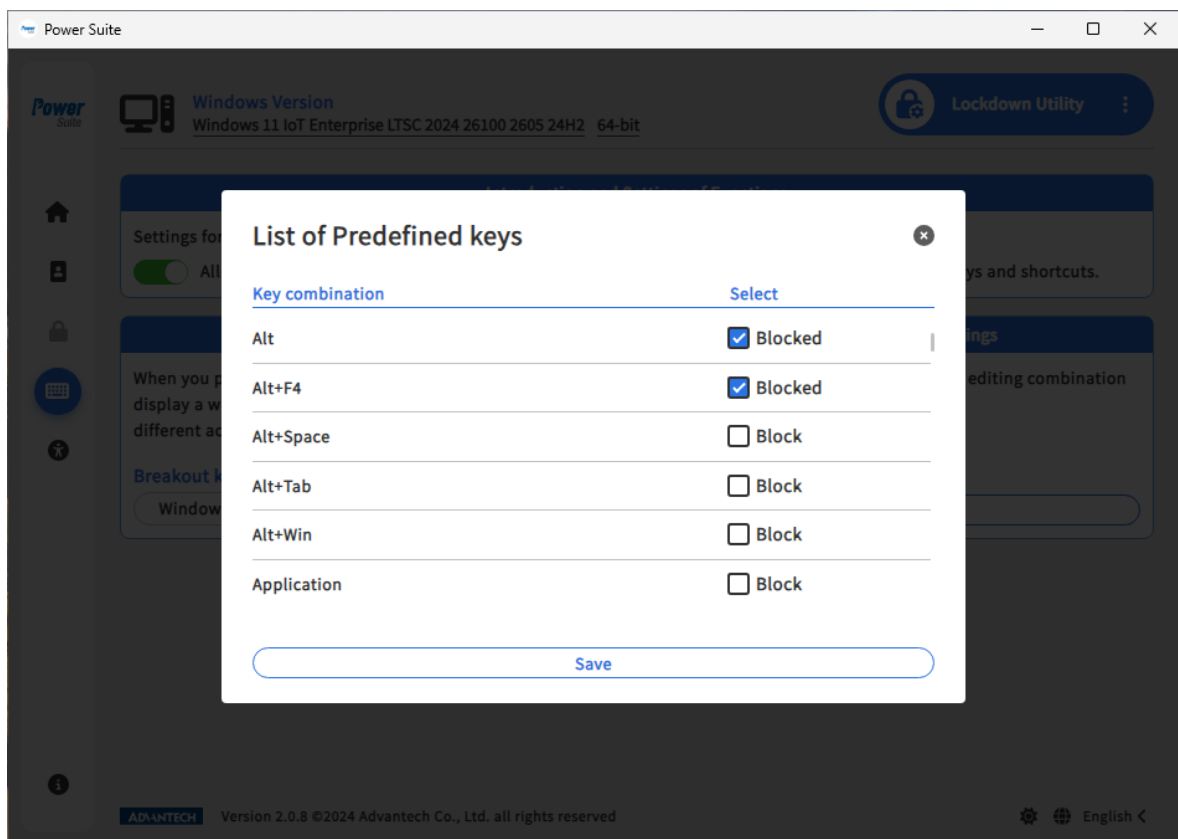 Power Suite
Power
Suite
Windows Version
Windows 11 IoT Enterprise LTSC 2024 26100 2605 24H2 64-bit
Lockdown Utility
Settings for
All
ys and shortcuts.
List of Predefined keys
Key combination Select
Alt Blocked
Alt+F4 Blocked
Alt+Space Block
Alt+Tab Block
Alt+Win Block
Application Block
Save
ings
When you p
editing combination
display a w
different ac
Breakout k
Window
ADVANTECH Version 2.0.8 ©2024 Advantech Co., Ltd. all rights reserved
English